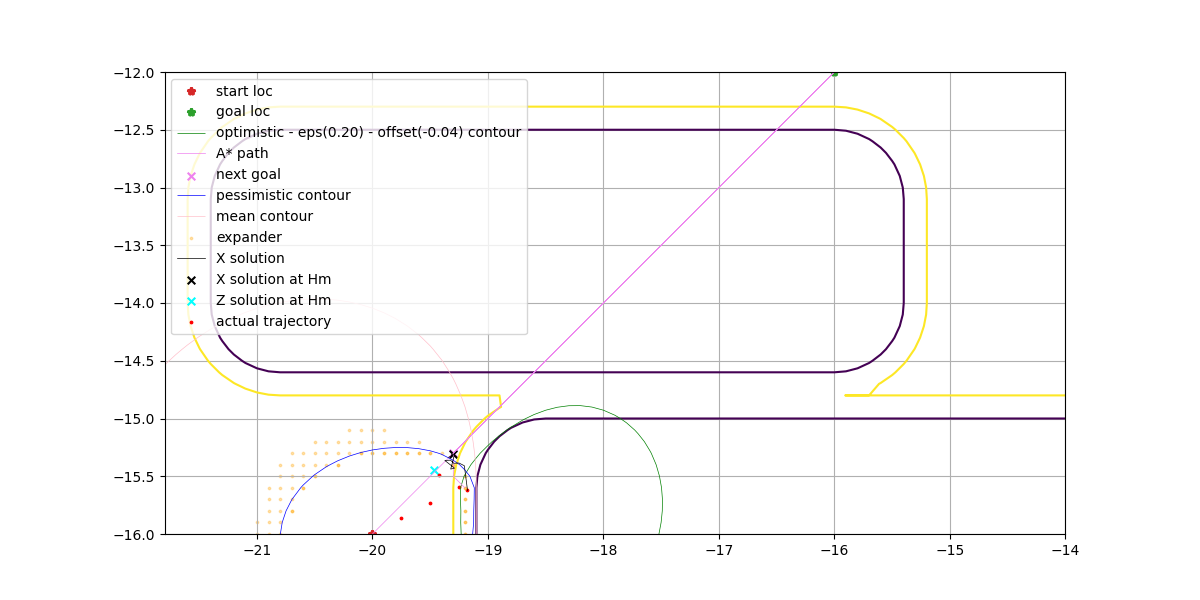 −12.0
−12.5
−13.0
−13.5
−14.0
−14.5
−15.0
−15.5
−16.0
start loc
goal loc
optimistic - eps(0.20) - offset(-0.04) contour
A* path
next goal
pessimistic contour
mean contour
expander
X solution
X solution at Hm
Z solution at Hm
actual trajectory
−21
−20
−19
−18
−17
−16
−15
−14